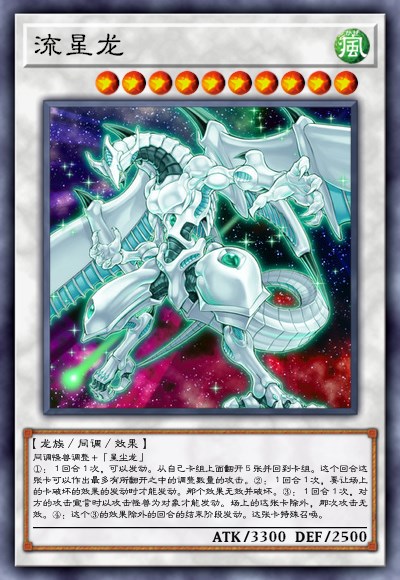 流星龙
瘋
【龙族／同调／效果】
同调怪兽调整＋「星尘龙」
①：1回合1次，可以发动。从自己卡组上面翻开5张并回到卡组。这个回合这
张卡可以作出最多有所翻开之中的调整数量的攻击。②：1回合1次，要让场上
的卡破坏的效果的发动时才能发动。那个效果无效并破坏。③：1回合1次，对
方的攻击宣言时以攻击怪兽为对象才能发动。场上的这张卡除外，那次攻击无
效。④：这个③的效果除外的回合的结束阶段发动。这张卡特殊召唤。
ATK/3300 DEF/2500